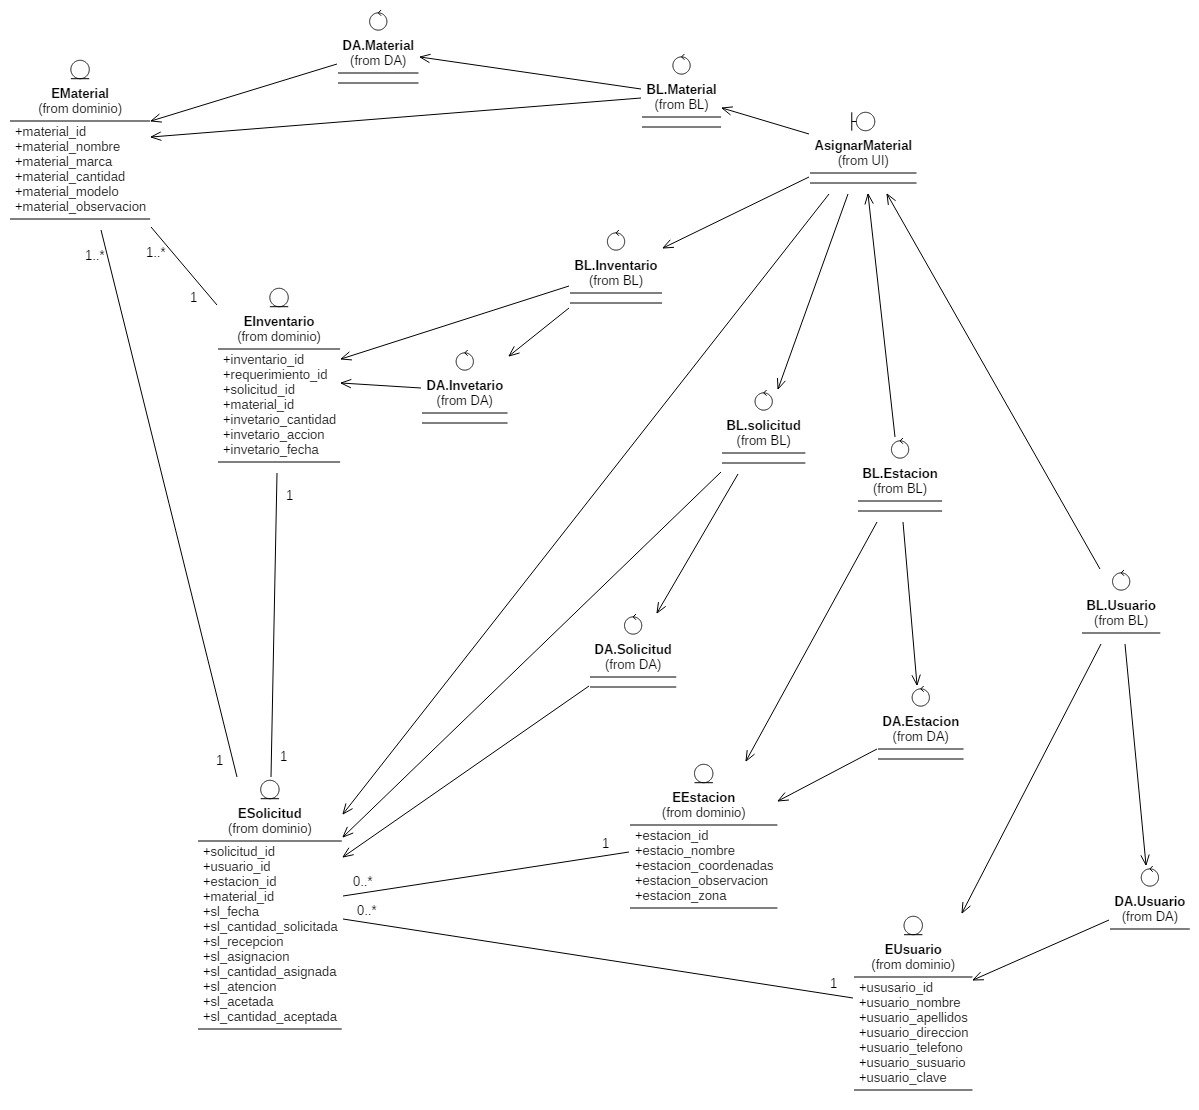 DA.Material
(from DA)
EMaterial
(from dominio)
+material_id
+material_nombre
+material_marca
+material_cantidad
+material_modelo
+material_observacion
BL.Material
(from BL)
AsignarMaterial
(from UI)
1..*
1..*
1
BL.Inventario
(from BL)
EInventario
(from dominio)
+inventario_id
+requerimiento_id
+solicitud_id
+material_id
+invetario_cantidad
+invetario_accion
+invetario_fecha
DA.Invetario
(from DA)
BL.solicitud
(from BL)
BL.Estacion
(from BL)
1
BL.Usuario
(from BL)
DA.Solicitud
(from DA)
DA.Estacion
(from DA)
1
1
ESolicitud
(from dominio)
+solicitud_id
+usuario_id
+estacion_id
+material_id
+sl_fecha
+sl_cantidad_solicitada
+sl_recepcion
+sl_asignacion
+sl_cantidad_asignada
+sl_atencion
+sl_acetada
+sl_cantidad_aceptada
EEstacion
(from dominio)
+estacion_id
+estacio_nombre
+estacion_coordenadas
+estacion_observacion
+estacion_zona
1
0..*
0..*
1
DA.Usuario
(from DA)
EUsuario
(from dominio)
+ususario_id
+usuario_nombre
+usuario_apellidos
+usuario_direccion
+usuario_telefono
+usuario_susuario
+usuario_clave